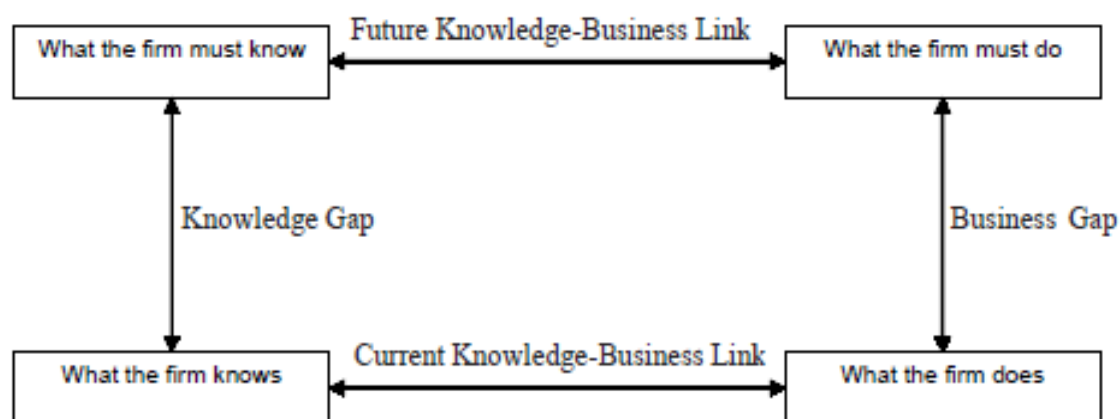 Future Knowledge-Business Link
What the firm must know
What the firm must do
Knowledge Gap
Business Gap
Current Knowledge-Business Link
What the firm knows
What the firm does